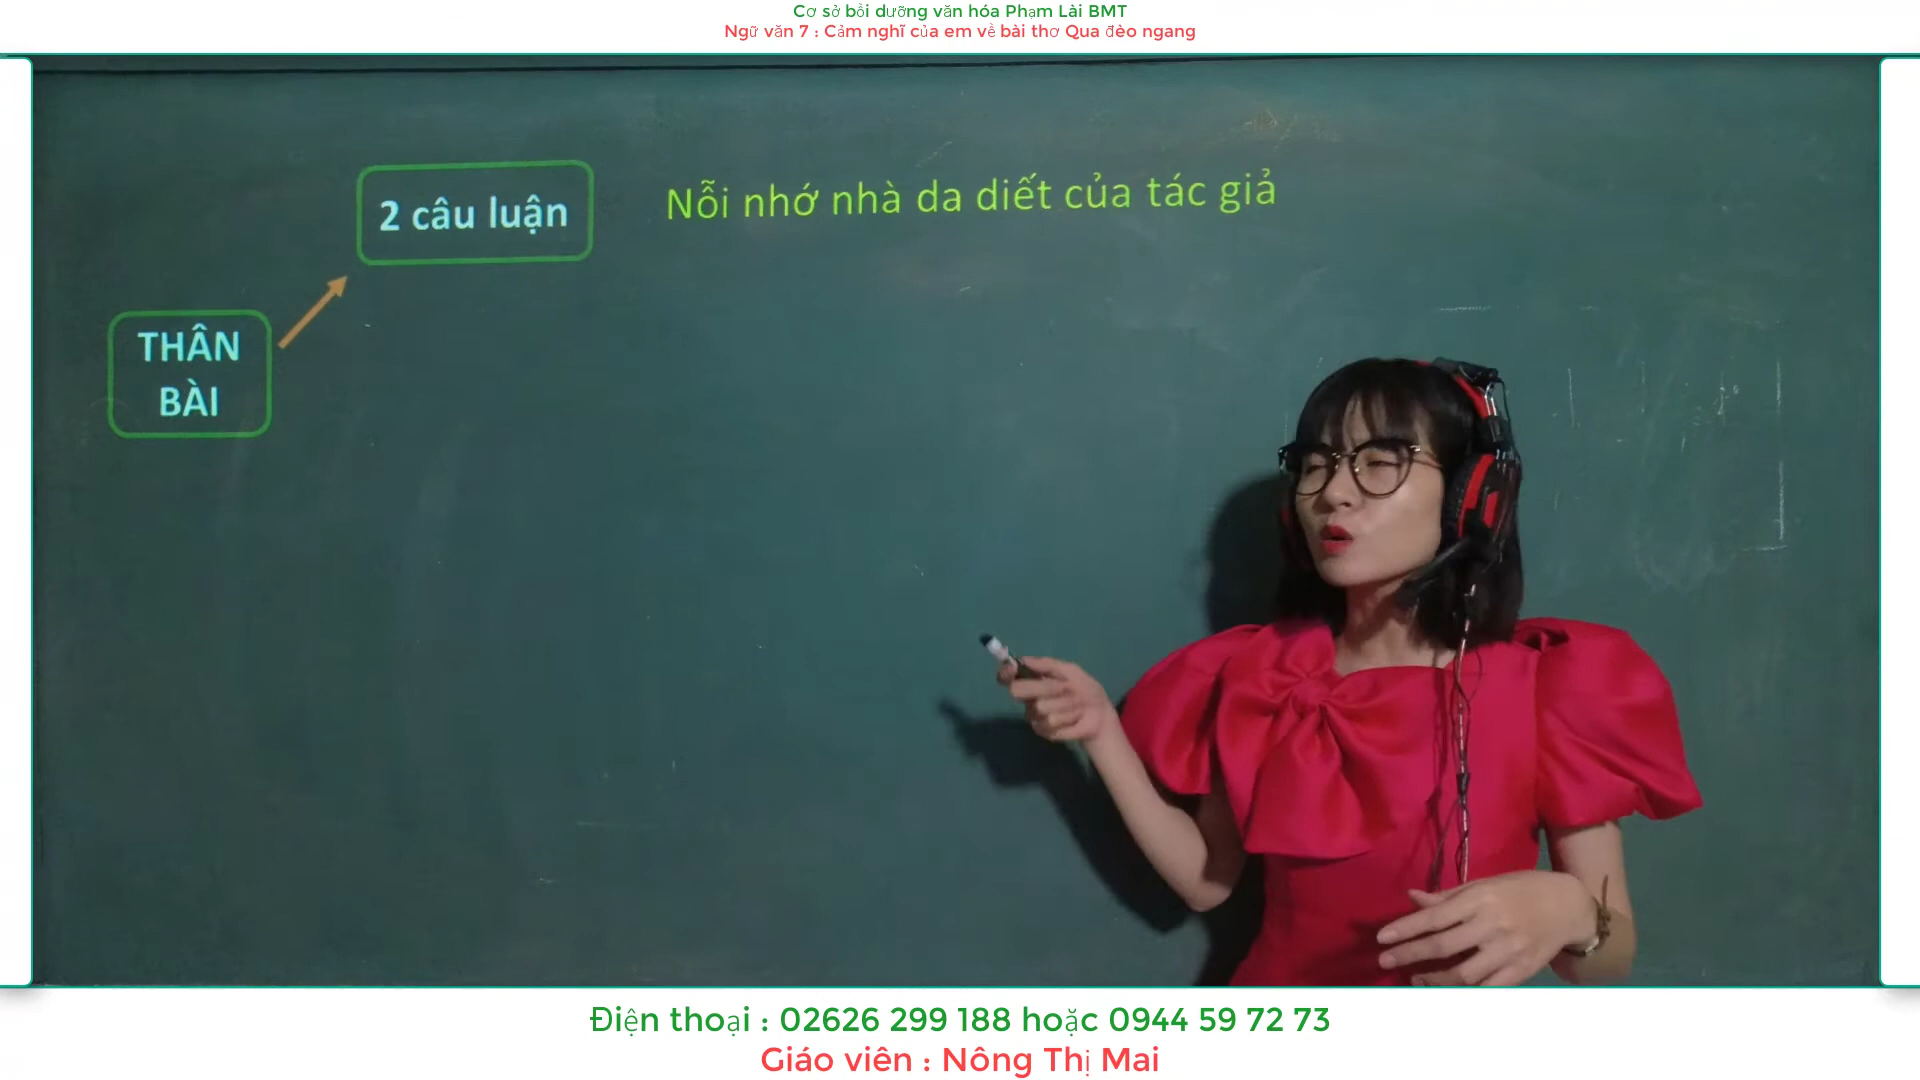 Cơ sở bồi dưỡng văn hóa Phạm Lài BMT
Ngữ văn 7 : Cảm nghĩ của em về bài thơ Qua đèo ngang
2 câu luận
Nỗi nhớ nhà da diết của tác giả
THÂN
BÀI
Điện thoại : 02626 299 188 hoặc 0944 59 72 73
Giáo viên : Nông Thị Mai